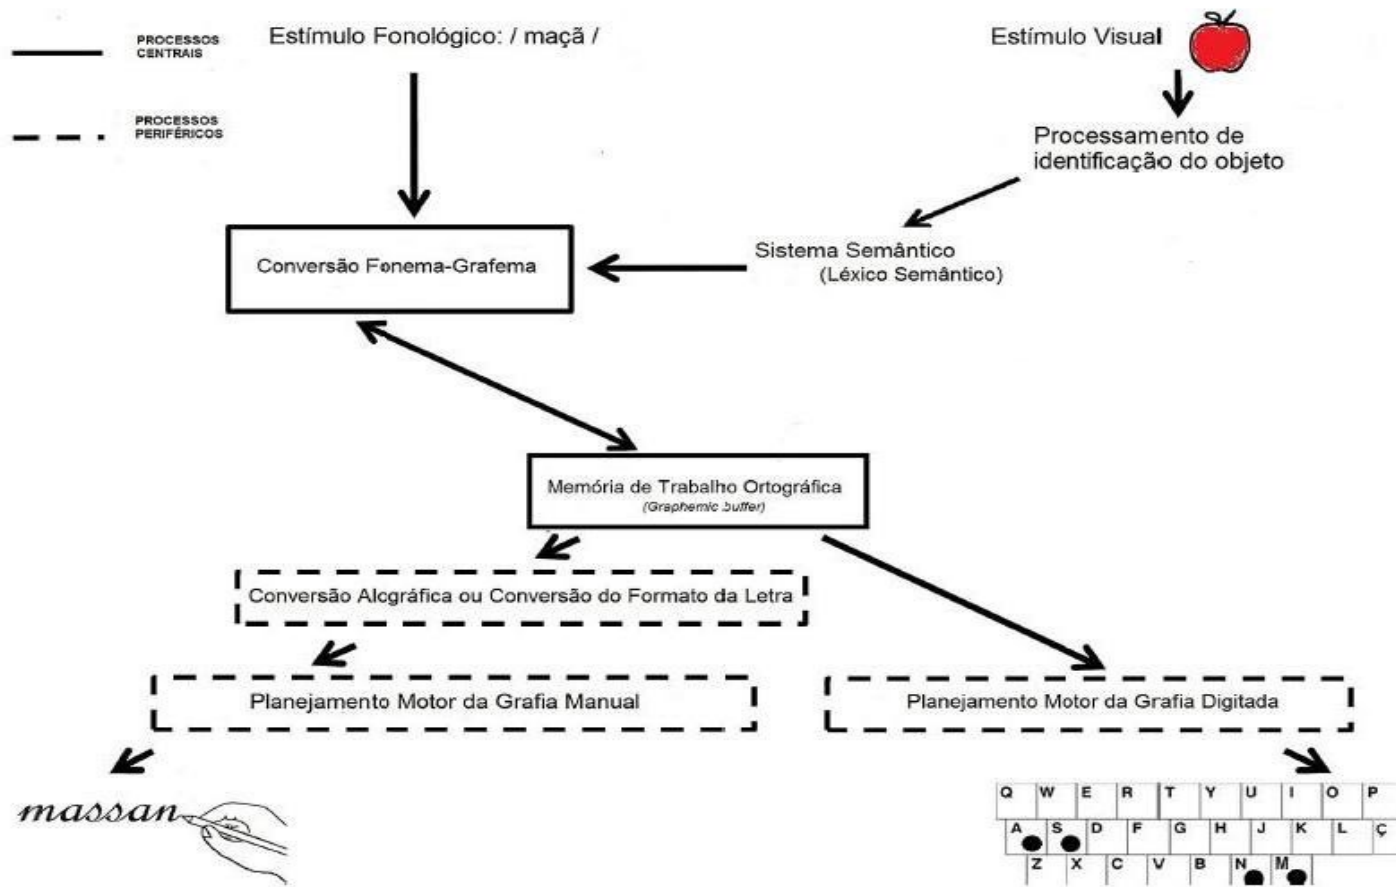 PROCESSOS
CENTRAIS
Estímulo Fonológico: / maçã /
Estímulo Visual
PROCESSOS
PERIFÉRICOS
Processamento de
identificação do objeto
Sistema Semântico
(Léxico Semântico)
Conversão Fonema-Grafema
Memória de Trabalho Ortográfica
(Graphemic buffer)
Conversão Alográfica ou Conversão do Formato da Letra
Planejamento Motor da Grafia Manual
Planejamento Motor da Grafia Digitada
massan
Q W E R T Y U I O P
A S D F G H J K L Ç
Z X C V B N M